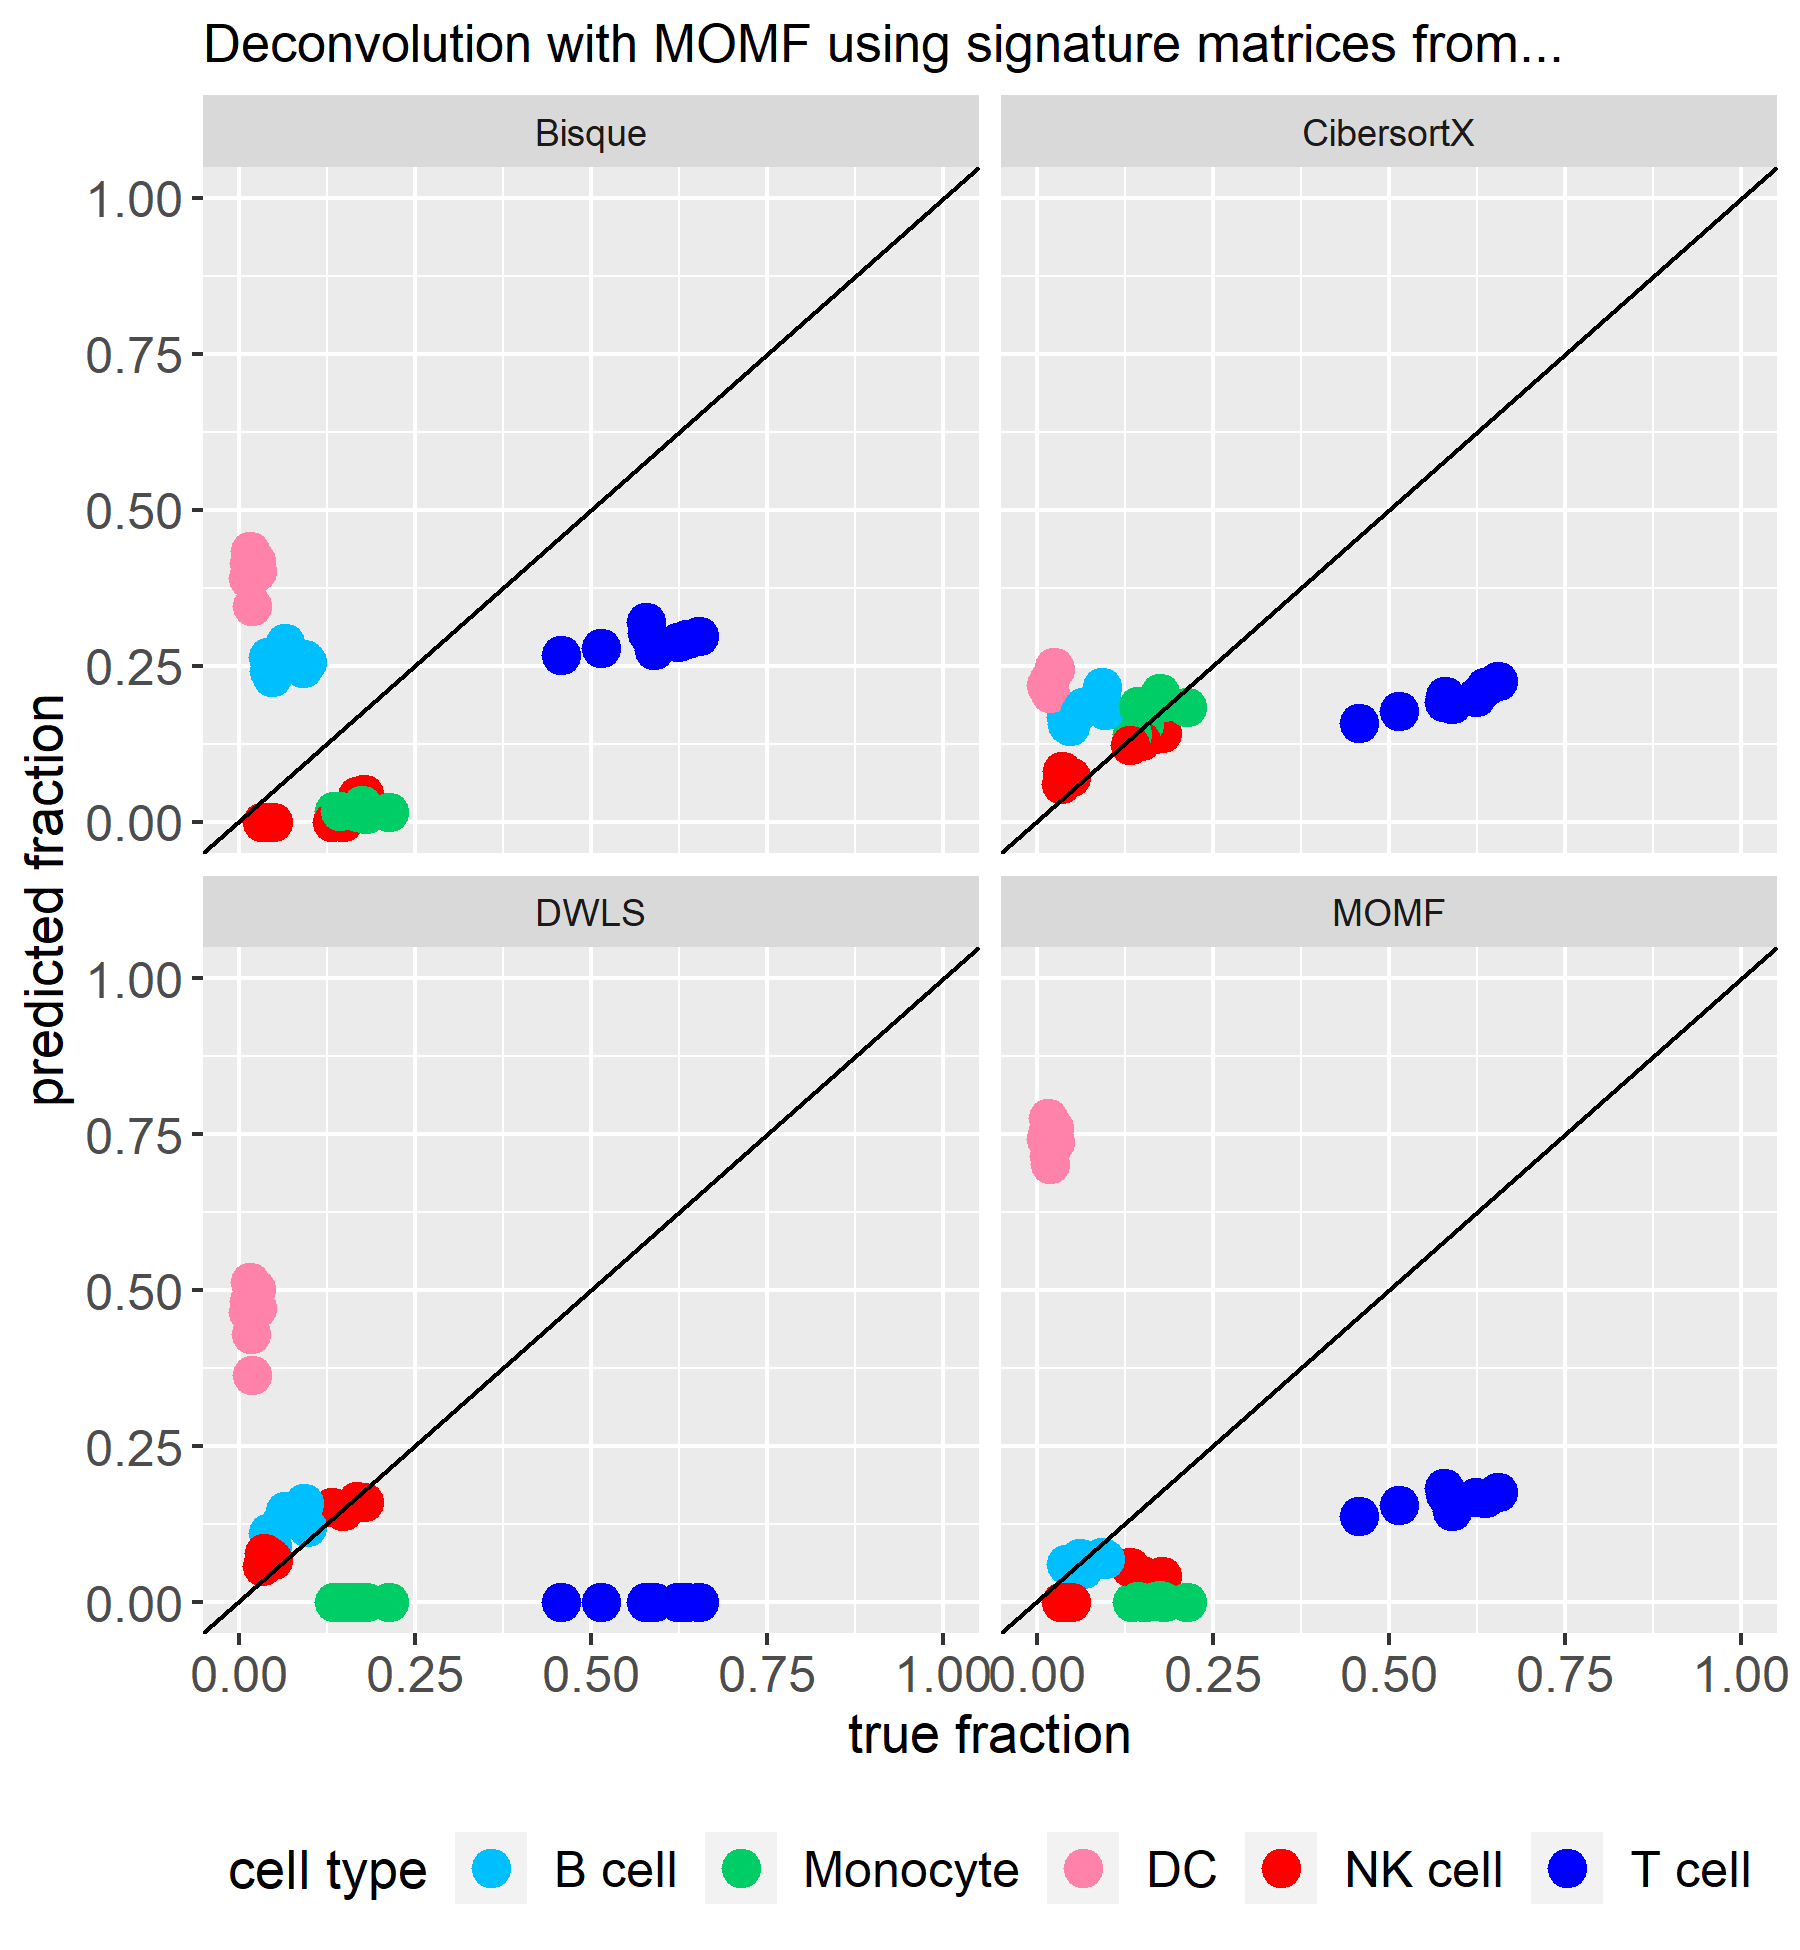 Deconvolution with MOMF using signature matrices from...
Bisque
CibersortX
1.00
0.75
0.50
0.25
0.00
DWLS
MOMF
1.00
0.75
0.50
0.25
0.00
predicted fraction
0.00 0.25 0.50 0.75 1.00
0.00 0.25 0.50 0.75 1.00
true fraction
cell type B cell Monocyte DC NK cell T cell